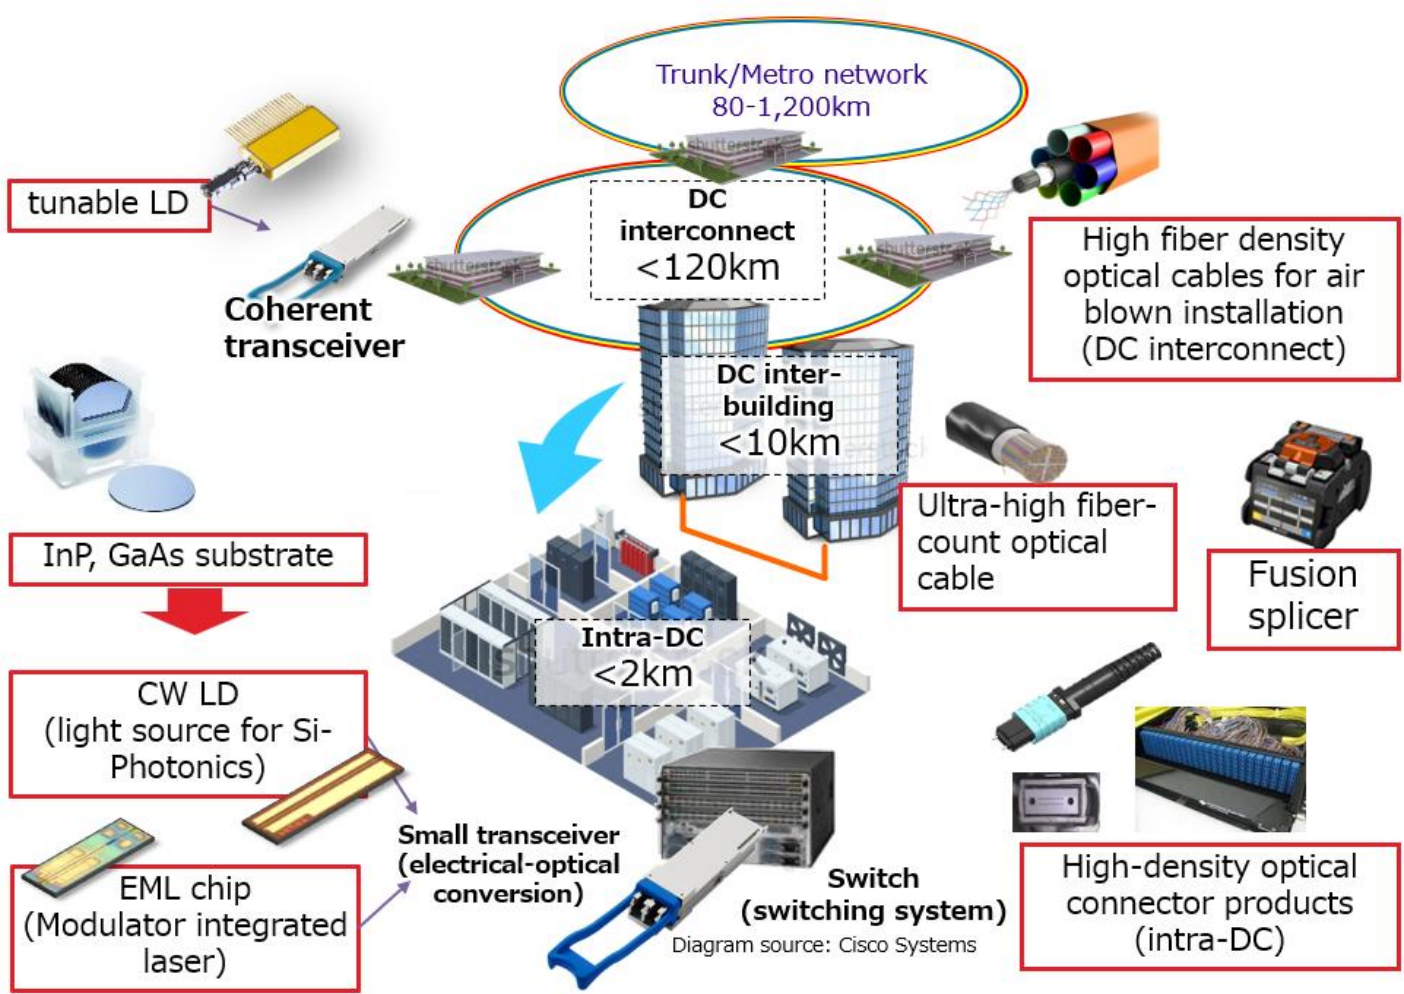 Trunk/Metro network
80-1,200km
shutterst
tunable LD
DC
interconnect
<120km
shutterst
shutterst
High fiber density
optical cables for air
blown installation
(DC interconnect)
Coherent
transceiver
DC inter-
building
<10km
InP, GaAs substrate
Ultra-high fiber-
count optical
cable
Fusion
splicer
Intra-DC
<2km
CW LD
(light source for Si-
Photonics)
Small transceiver
(electrical-optical
conversion)
EML chip
(Modulator integrated
laser)
Switch
(switching system)
Diagram source: Cisco Systems
High-density optical
connector products
(intra-DC)